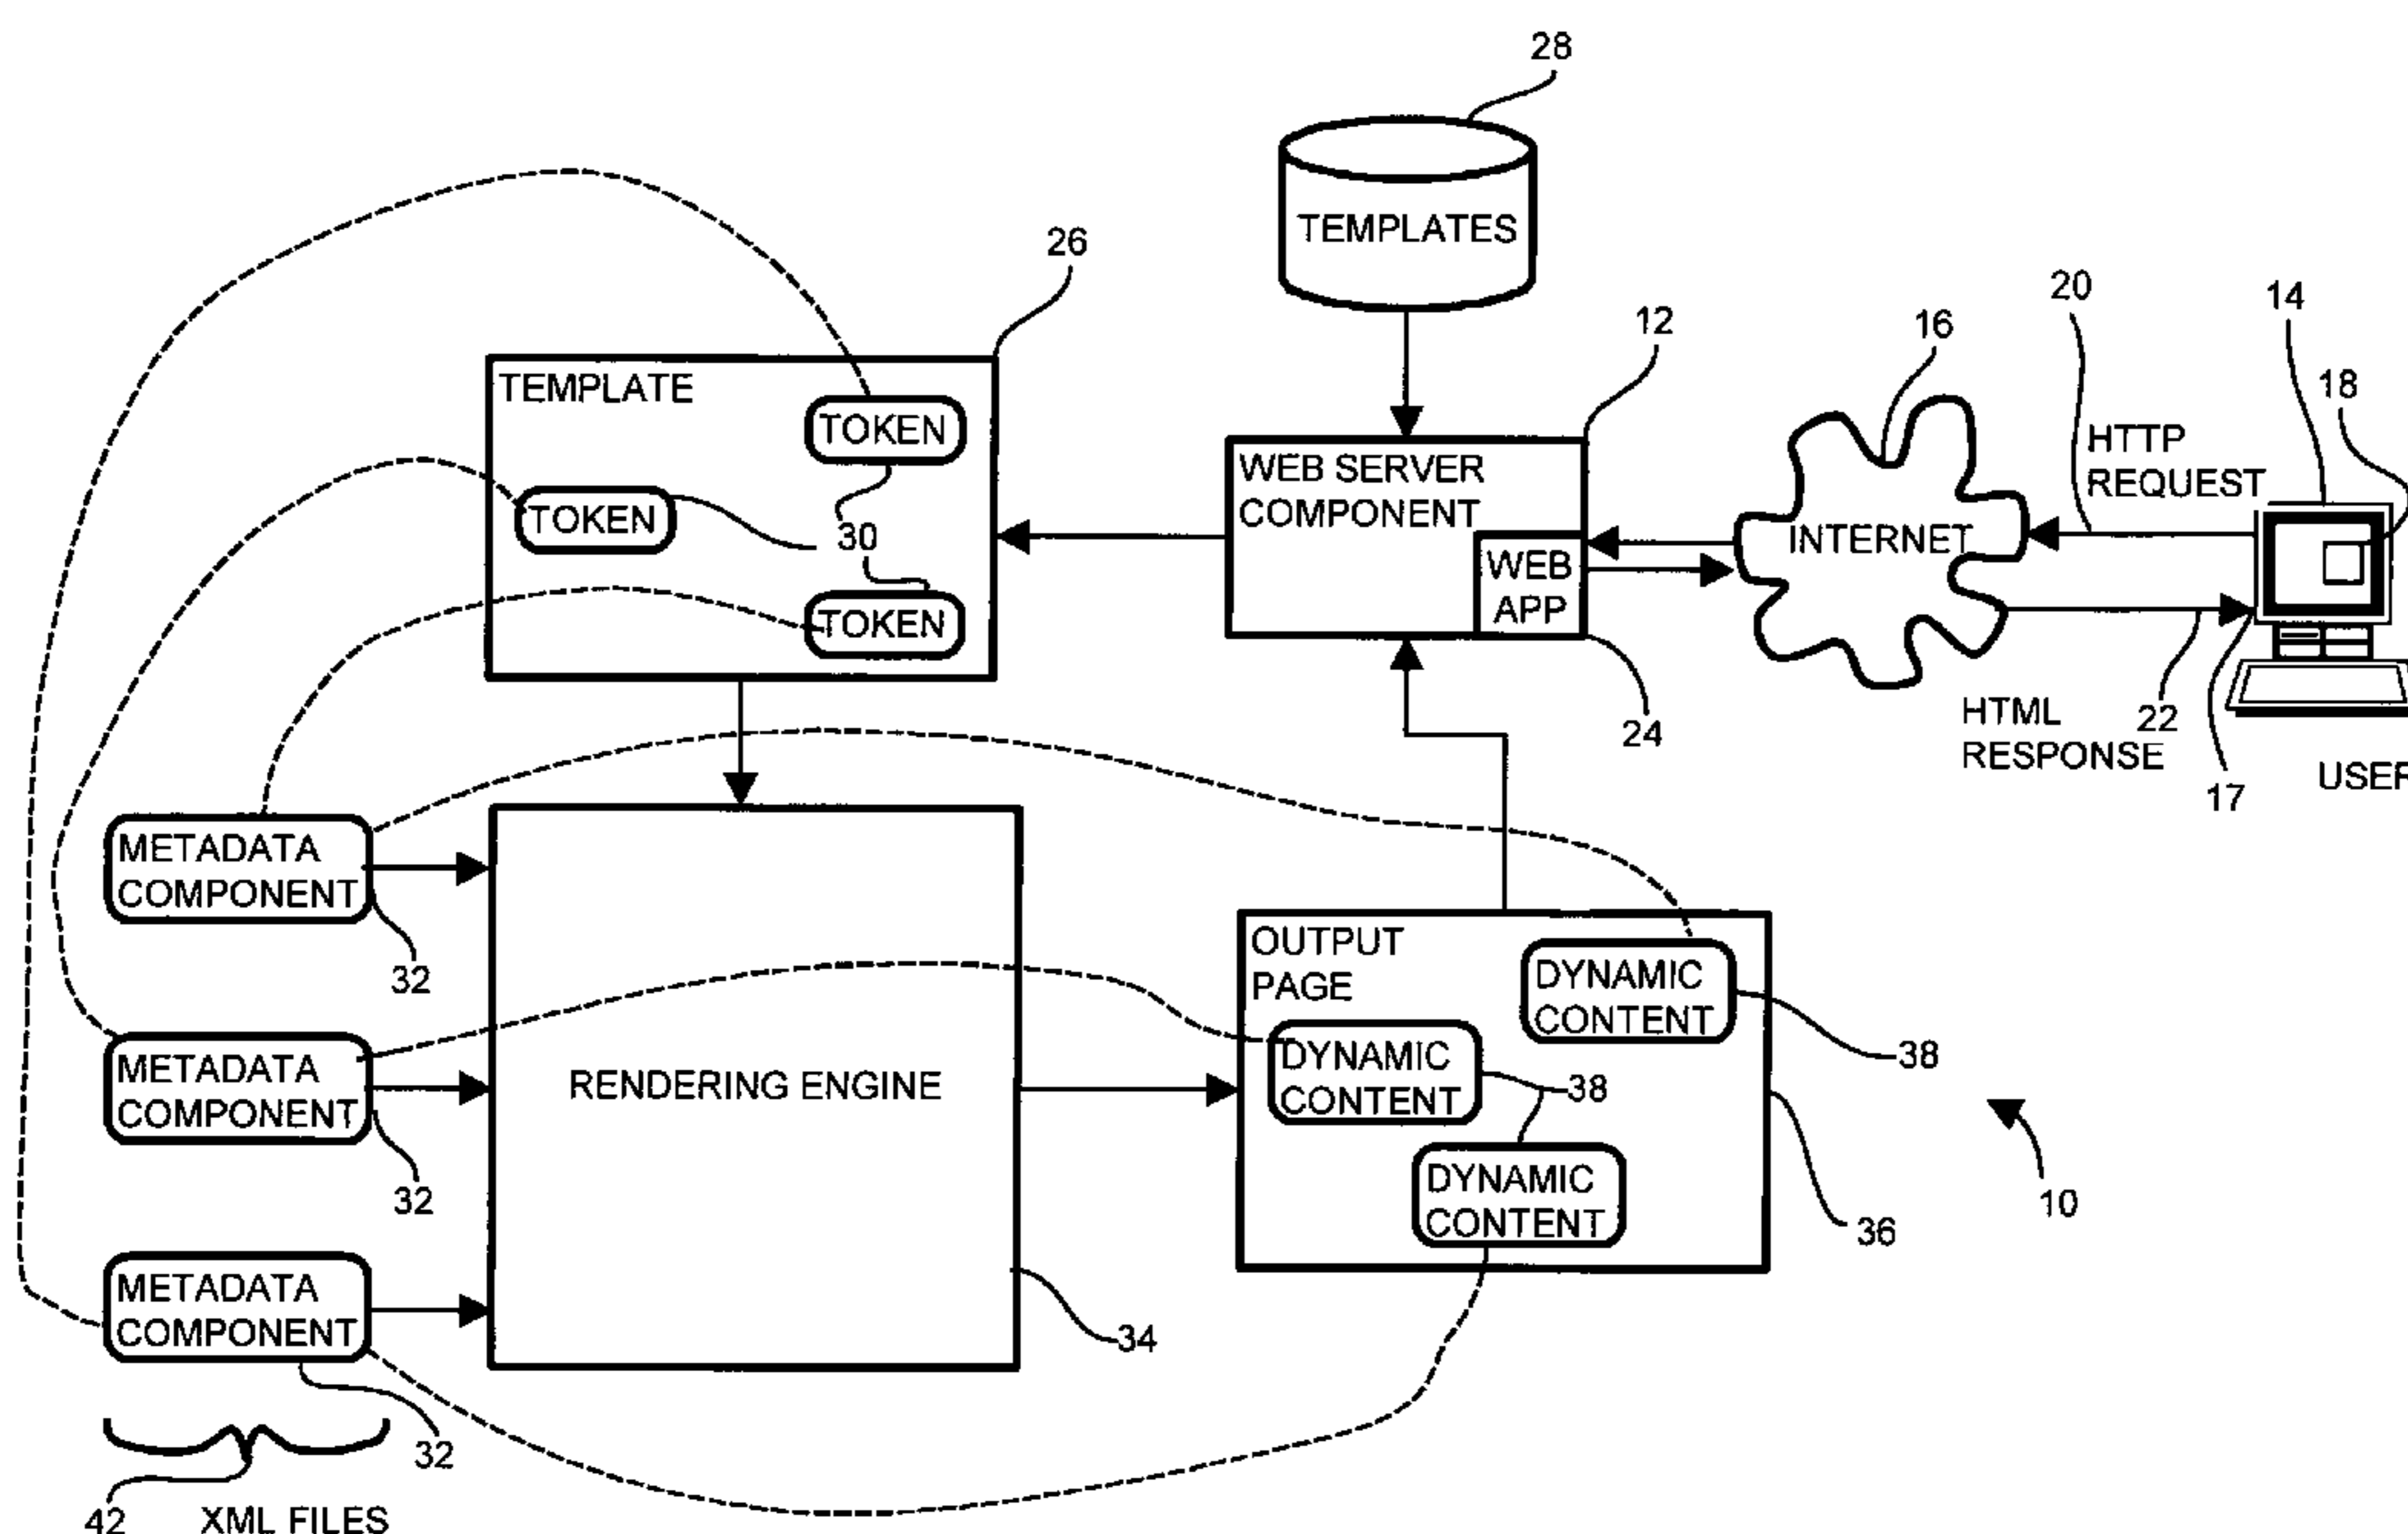 28
TEMPLATES
26
TEMPLATE
TOKEN
TOKEN
30
TOKEN
12
WEB SERVER
COMPONENT
WEB
APP
24
16
INTERNET
20
HTTP
REQUEST
14
18
HTML
RESPONSE
22
17
USER
METADATA
COMPONENT
32
METADATA
COMPONENT
32
METADATA
COMPONENT
32
42
XML FILES
RENDERING ENGINE
34
OUTPUT
PAGE
DYNAMIC
CONTENT
38
DYNAMIC
CONTENT
38
DYNAMIC
CONTENT
36
10